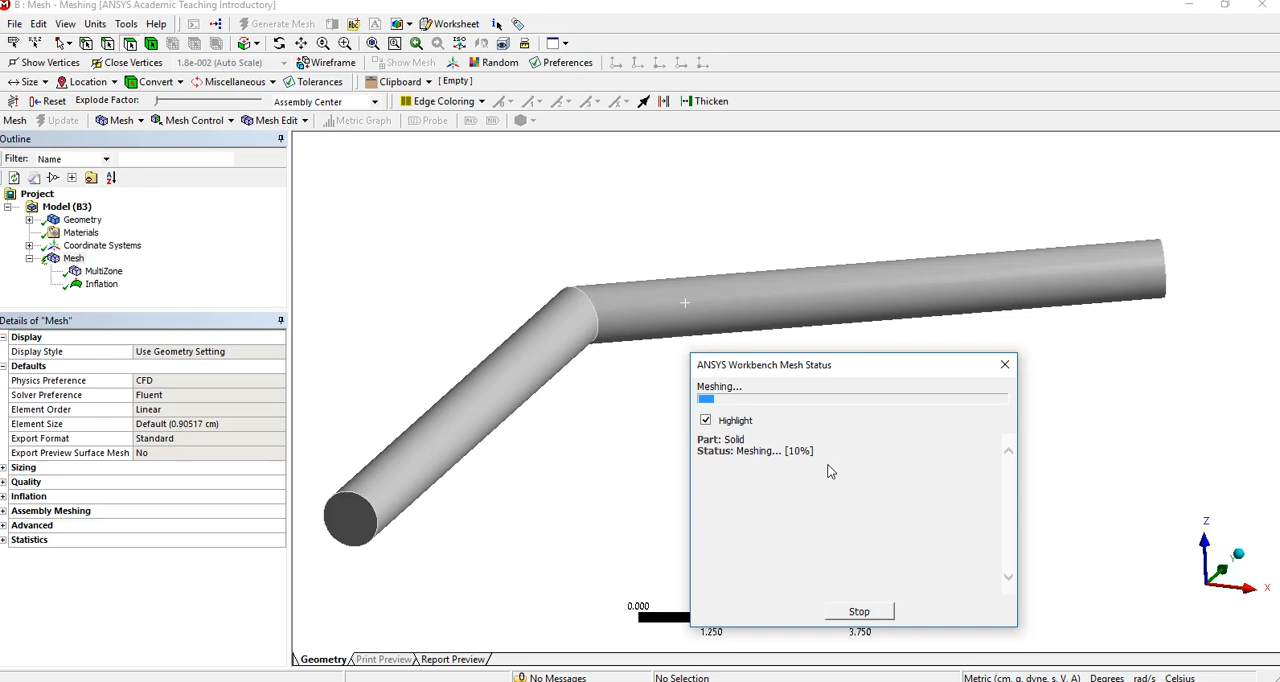 B : Mesh - Meshing [ANSYS Academic Teaching Introductory]
File Edit View Units Tools Help Generate Mesh A Worksheet
Show Vertices Close Vertices 1.8e-002 (Auto Scale) Wireframe Show Mesh Random Preferences
Size Location Convert Miscellaneous Tolerances Clipboard [Empty]
Reset Explode Factor: Assembly Center Edge Coloring Thicken
Mesh Update Mesh Mesh Control Mesh Edit Metric Graph Probe
Outline
Filter: Name
Project
Model (B3)
Geometry
Materials
Coordinate Systems
Mesh
MultiZone
Inflation
Details of "Mesh"
Display
Display Style Use Geometry Setting
Defaults
Physics Preference CFD
Solver Preference Fluent
Element Order Linear
Element Size Default (0.90517 cm)
Export Format Standard
Export Preview Surface Mesh No
Sizing
Quality
Inflation
Assembly Meshing
Advanced
Statistics
ANSYS Workbench Mesh Status
Meshing...
Highlight
Part: Solid
Status: Meshing... [10%]
Stop
0.000
1.250 3.750
Z
X
Geometry Print Preview Report Preview
No Messages No Selection Metric (cm, g, dyne, s, V, A) Degrees rad/s Celsius